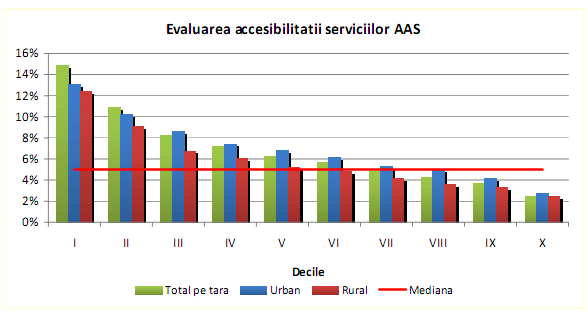 Evaluarea accesibilitatii serviciilor AAS
16%
14%
12%
10%
8%
6%
4%
2%
0%
I II III IV V VI VII VIII IX X
Decile
Total pe tara Urban Rural Mediana